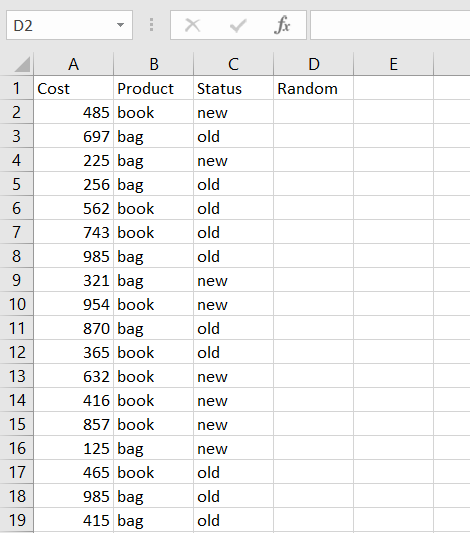 D2 fx
A B C D E
1 Cost Product Status Random
2 485 book new
3 697 bag old
4 225 bag new
5 256 bag old
6 562 book old
7 743 book old
8 985 bag old
9 321 bag new
10 954 book new
11 870 bag old
12 365 book old
13 632 book new
14 416 book new
15 857 book new
16 125 bag new
17 465 book old
18 985 bag old
19 415 bag old